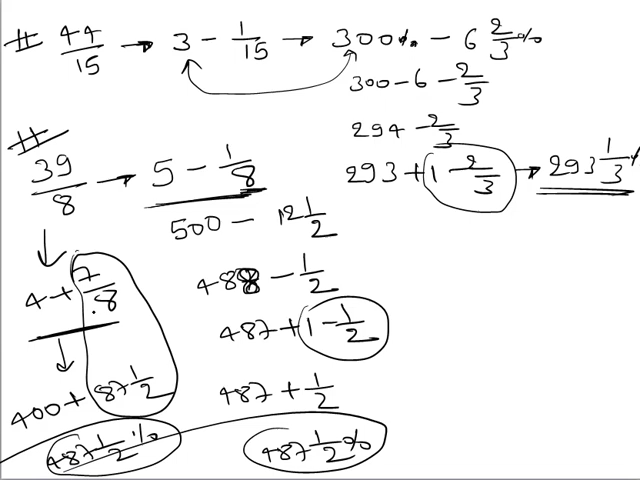 # 44/15 → 3 - 1/15 → 300% - 6 2/3%
300 - 6 - 2/3
294 - 2/3
293 + 1 - 2/3 → 293 1/3%
#
39/8 → 5 - 1/8
500 - 12 1/2
488 - 1/2
487 + 1 - 1/2
487 + 1/2
487 1/2%
↓
4 + 7/8
↓
400 + 87 1/2
487 1/2%